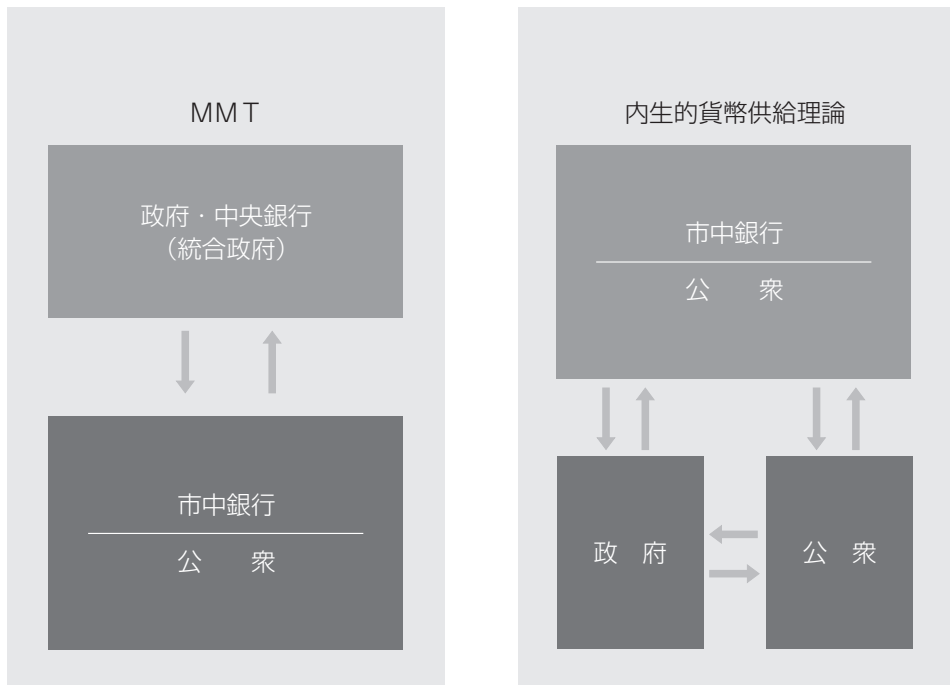 MMT
政府・中央銀行
（統合政府）
市中銀行
公　衆
内生的貨幣供給理論
市中銀行
公　衆
政　府
公　衆